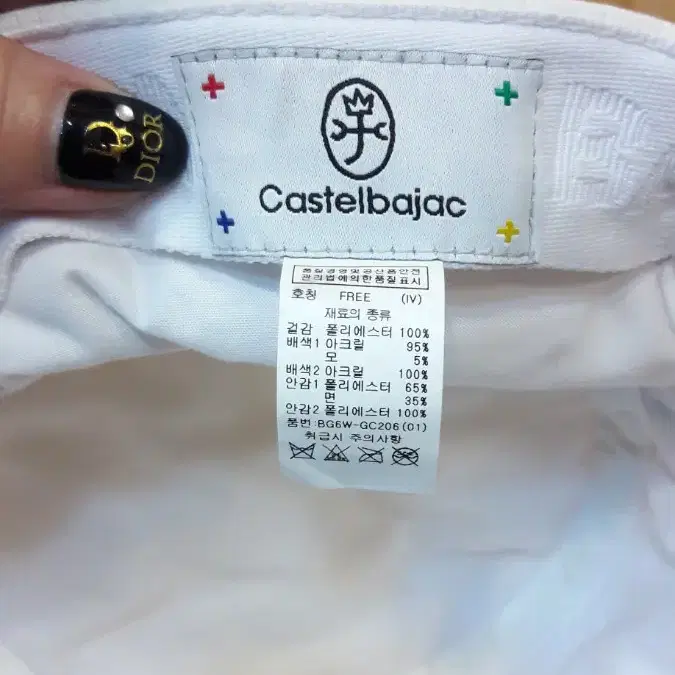 D
DIOR
Castelbajac
품질경영및공산품안전
관리법에의한품질표시
호칭 FREE (IV)
재료의 종류
겉감 폴리에스터 100%
배색1 아크릴 95%
모 5%
배색2 아크릴 100%
안감1 폴리에스터 65%
면 35%
안감2 폴리에스터 100%
품번:BG6W-GC206(01)
취급시 주의사항